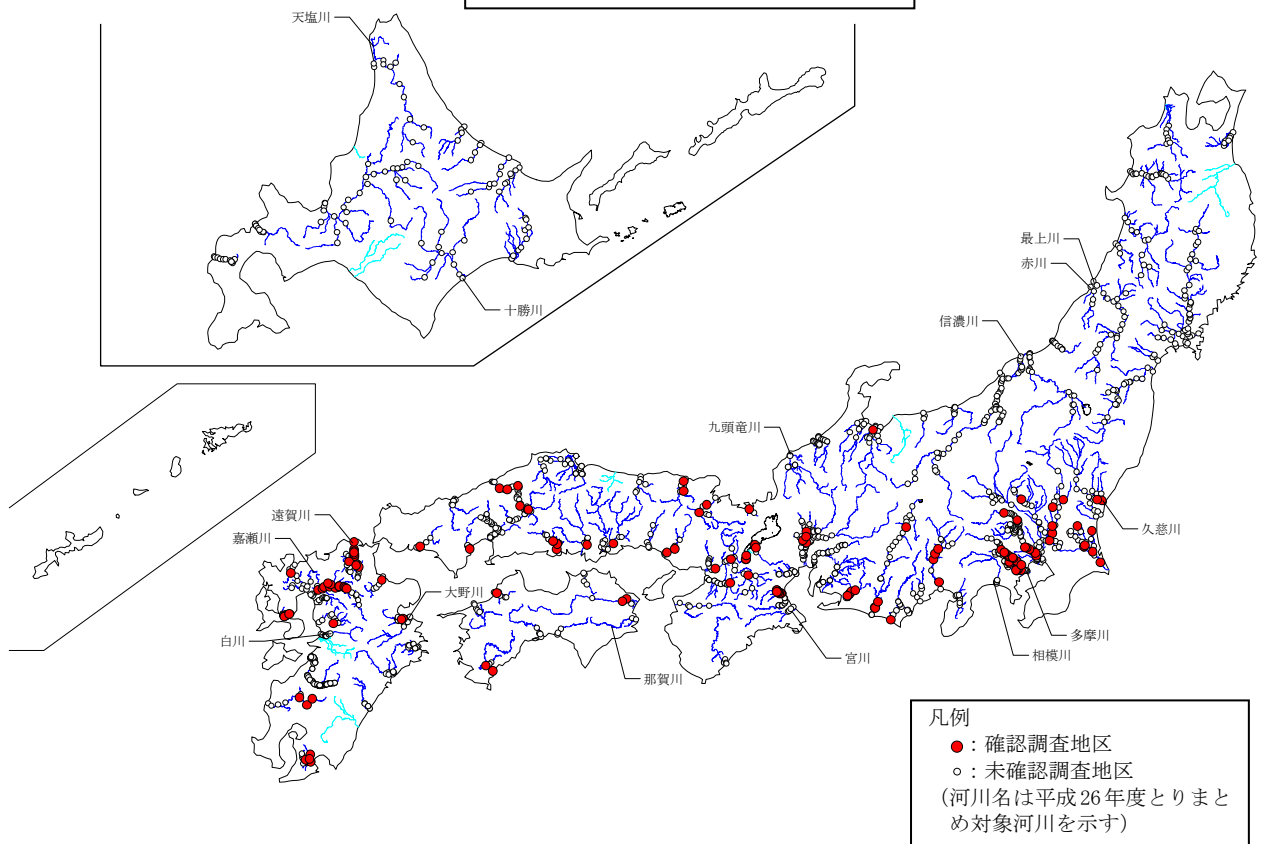 天塩川
十勝川
最上川
赤川
信濃川
九頭竜川
遠賀川
嘉瀬川
大野川
白川
久慈川
多摩川
相模川
宮川
那賀川
凡例
●：確認調査地区
○：未確認調査地区
(河川名は平成26年度とりまと
め対象河川を示す)